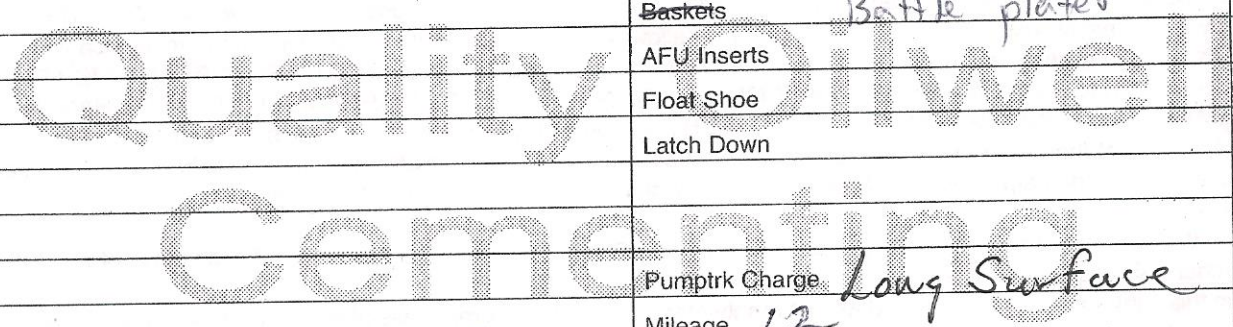 Baskets Baffle plates
AFU Inserts
Float Shoe
Latch Down
Quality Oilwell
Cementing
Pumptrk Charge Long Surface
Mileage 12